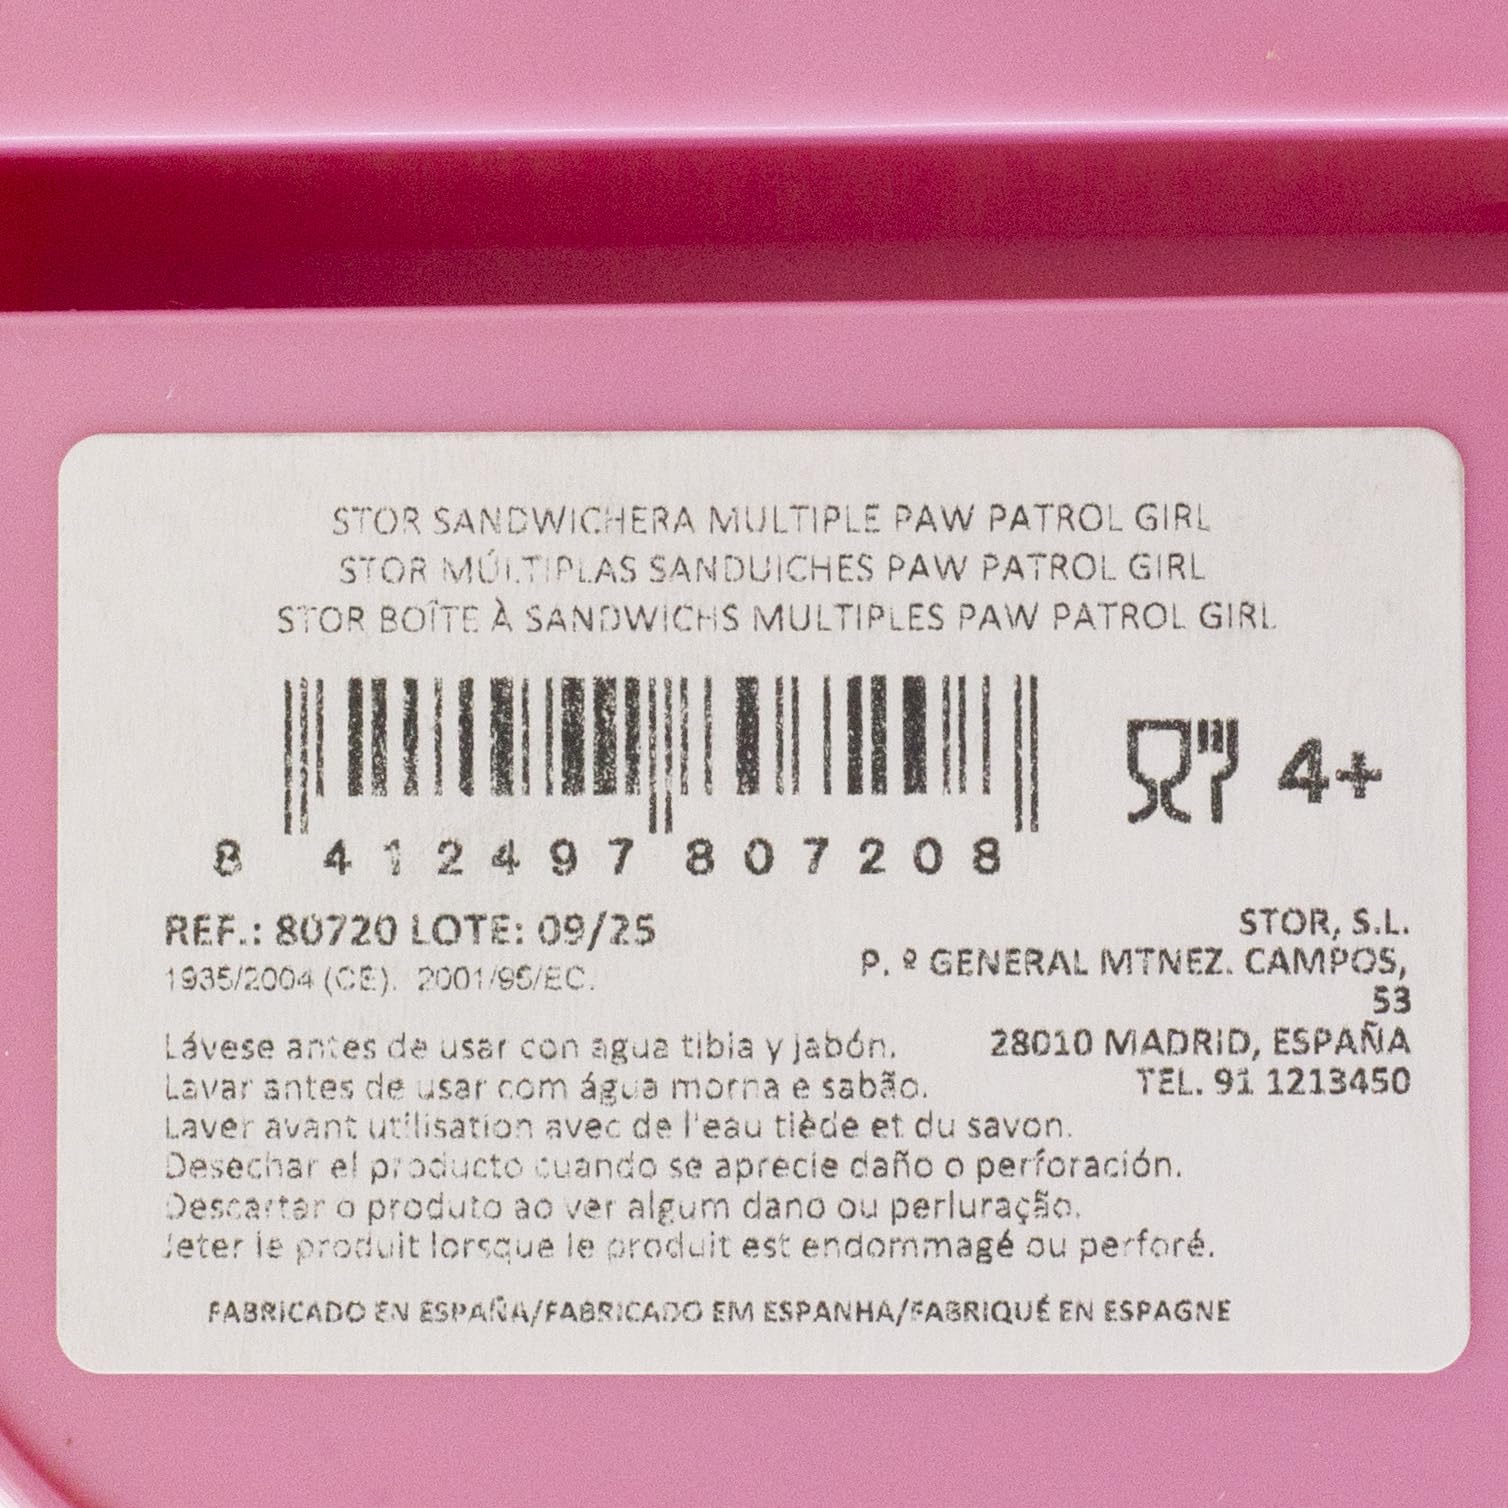 STOR SANDWICHERA MULTIPLE PAW PATROL GIRL
STOR MÚLTIPLAS SANDUICHES PAW PATROL GIRL
STOR BOÎTE À SANDWICHS MULTIPLES PAW PATROL GIRL
4+
8 412497 807208
REF.: 80720 LOTE: 09/25
1935/2004 (CE). 2001/95/EC.
STOR, S.L.
P. º GENERAL MTNEZ. CAMPOS,
53
28010 MADRID, ESPAÑA
TEL. 91 1213450
Lávese antes de usar con agua tibia y jabón.
Lavar antes de usar com água morna e sabão.
Laver avant utilisation avec de l'eau tiède et du savon.
Desechar el producto cuando se aprecie daño o perforación.
Descartar o produto ao ver algum dano ou perluração.
Jeter le produit lorsque le produit est endommagé ou perforé.
FABRICADO EN ESPAÑA/FABRICADO EM ESPANHA/FABRIQUÉ EN ESPAGNE